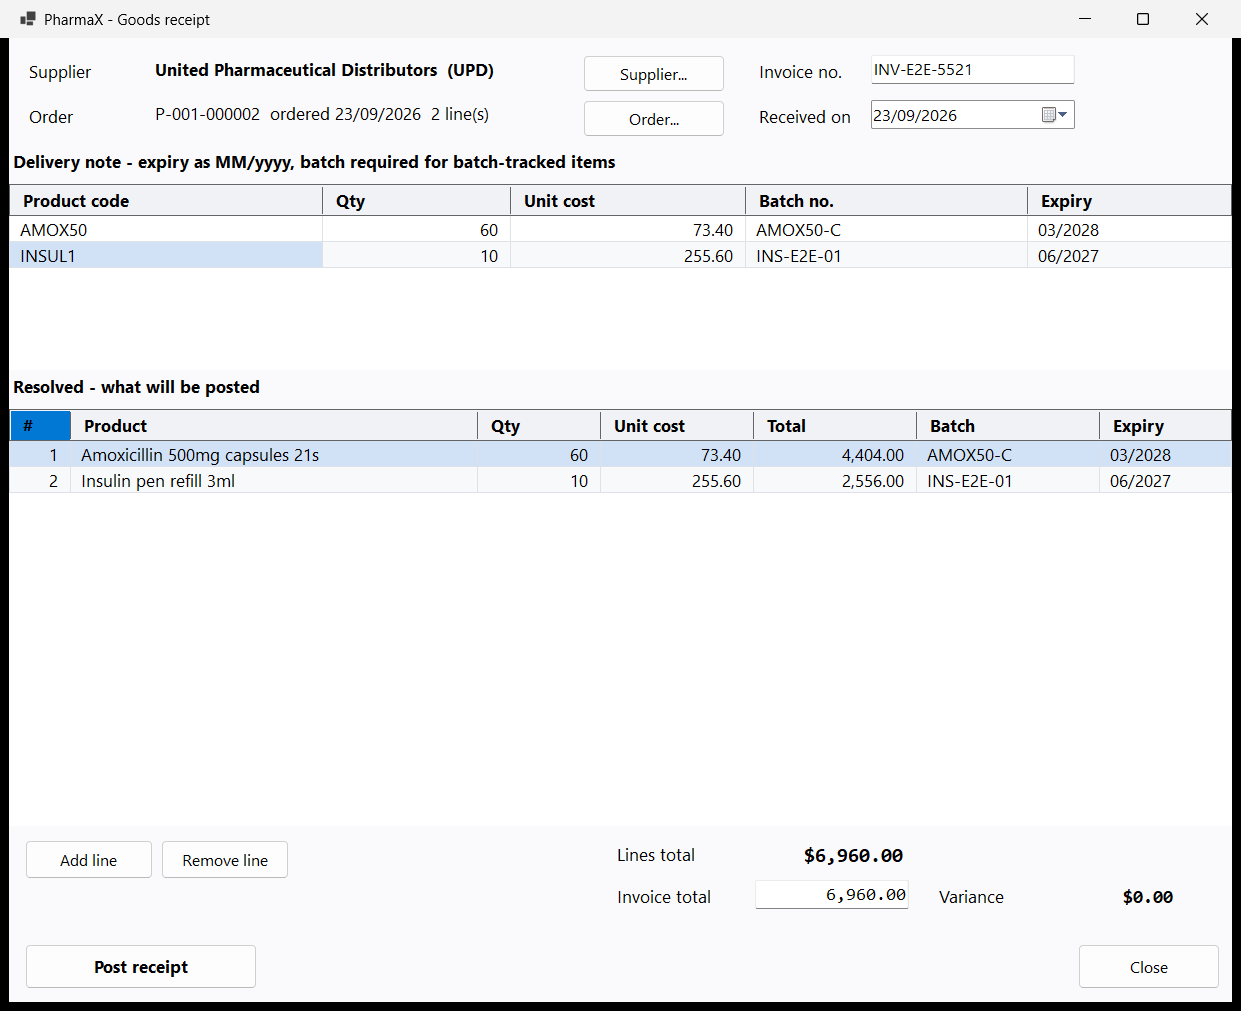 PharmaX - Goods receipt
Supplier United Pharmaceutical Distributors (UPD) Supplier... Invoice no. INV-E2E-5521
Order P-001-000002 ordered 23/09/2026 2 line(s) Order... Received on 23/09/2026
Delivery note - expiry as MM/yyyy, batch required for batch-tracked items
Product code Qty Unit cost Batch no. Expiry
AMOX50 60 73.40 AMOX50-C 03/2028
INSUL1 10 255.60 INS-E2E-01 06/2027
Resolved - what will be posted
# Product Qty Unit cost Total Batch Expiry
1 Amoxicillin 500mg capsules 21s 60 73.40 4,404.00 AMOX50-C 03/2028
2 Insulin pen refill 3ml 10 255.60 2,556.00 INS-E2E-01 06/2027
Add line Remove line Lines total $6,960.00
Invoice total 6,960.00 Variance $0.00
Post receipt Close